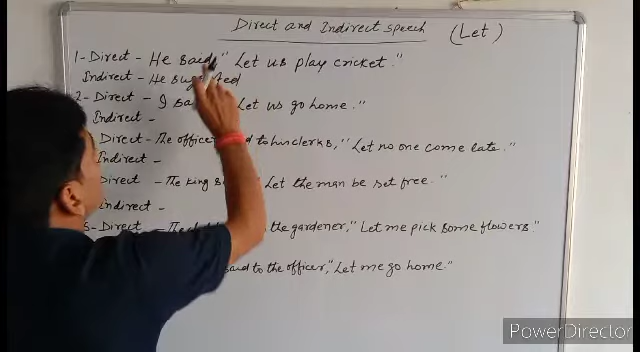 Direct and Indirect Speech (Let)
1- Direct - He said, " Let us play cricket."
Indirect - He
2- Direct - I Let us go home."
Indirect -
Direct - The officer to his clerks, " Let no one come late."
Indirect -
Direct - The king Let the man be set free."
Indirect -
Direct - the gardener, " Let me pick some flowers."
said to the officer, " Let me go home."
PowerDirector